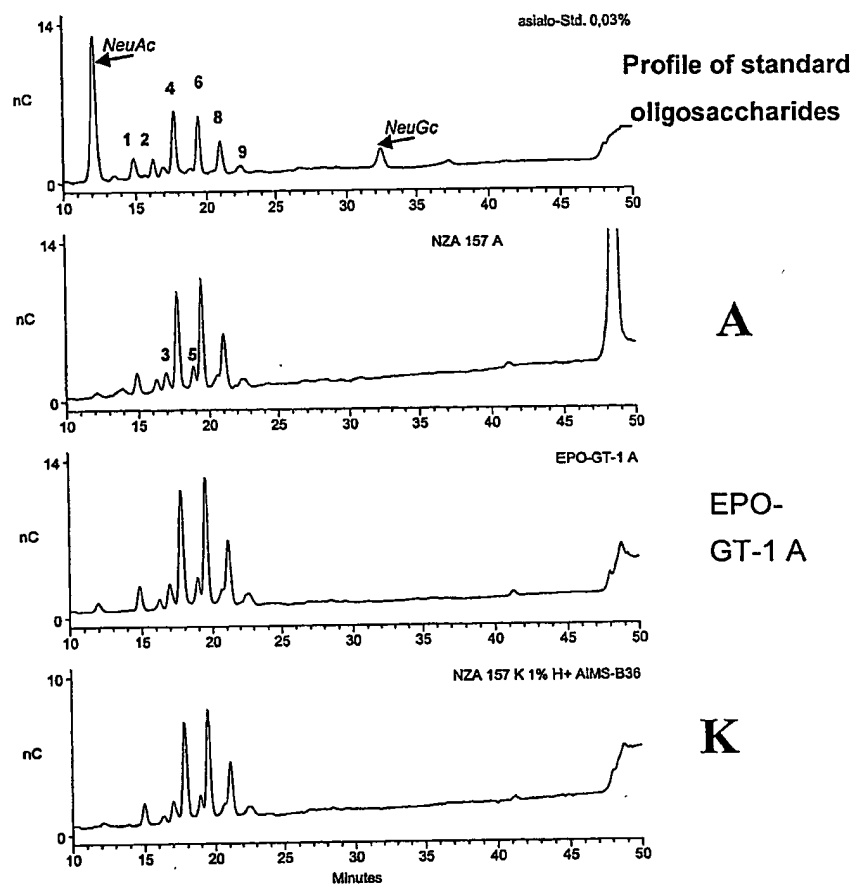 asialo-Std. 0,03%
14
NeuAc
Profile of standard
oligosaccharides
4
6
nC
8
NeuGc
1
2
9
0
10 15 20 25 30 35 40 45 50
NZA 157 A
14
A
nC
3
5
0
10 15 20 25 30 35 40 45 50
EPO-GT-1 A
14
EPO-
GT-1 A
nC
0
10 15 20 25 30 35 40 45 50
NZA 157 K 1% H+ AIMS-B36
10
K
nC
0
10 15 20 25 30 35 40 45 50
Minutes